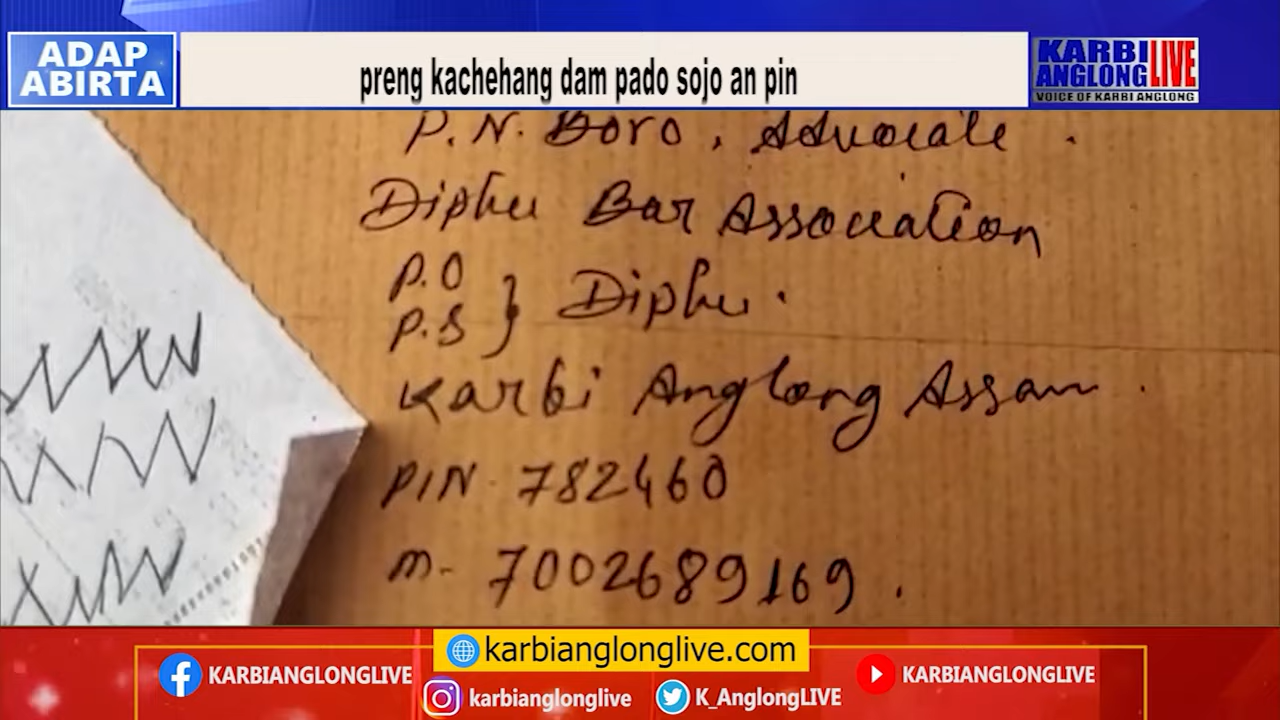 ADAP
ABIRTA
preng kachehang dam pado sojo an pin
KARBI
ANGLONG LIVE
VOICE OF KARBI ANGLONG
P. N. Boro, Advocate.
Diphu Bar Association
P.O
P.S } Diphu.
Karbi Anglong Assam.
PIN - 782460
m - 7002689169.
karbianglonglive.com
KARBIANGLONGLIVE
karbianglonglive
K_AnglongLIVE
KARBIANGLONGLIVE